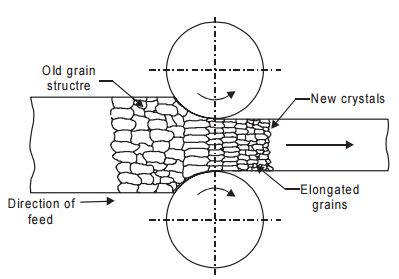 Old grain
structre
New crystals
Elongated
grains
Direction of
feed